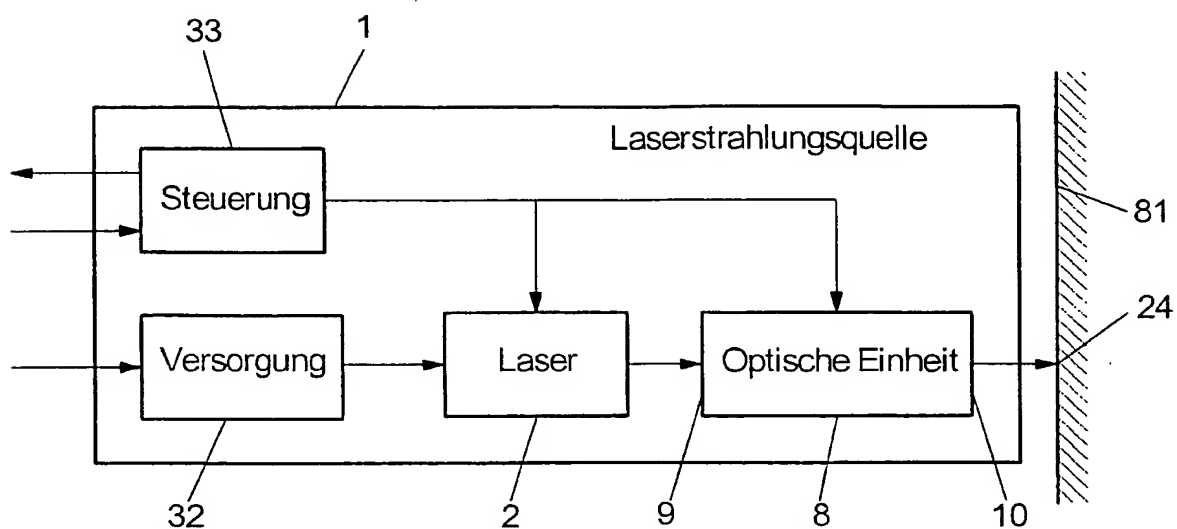 33
1
Laserstrahlungsquelle
Steuerung
81
24
Versorgung
Laser
Optische Einheit
32
2
9
8
10